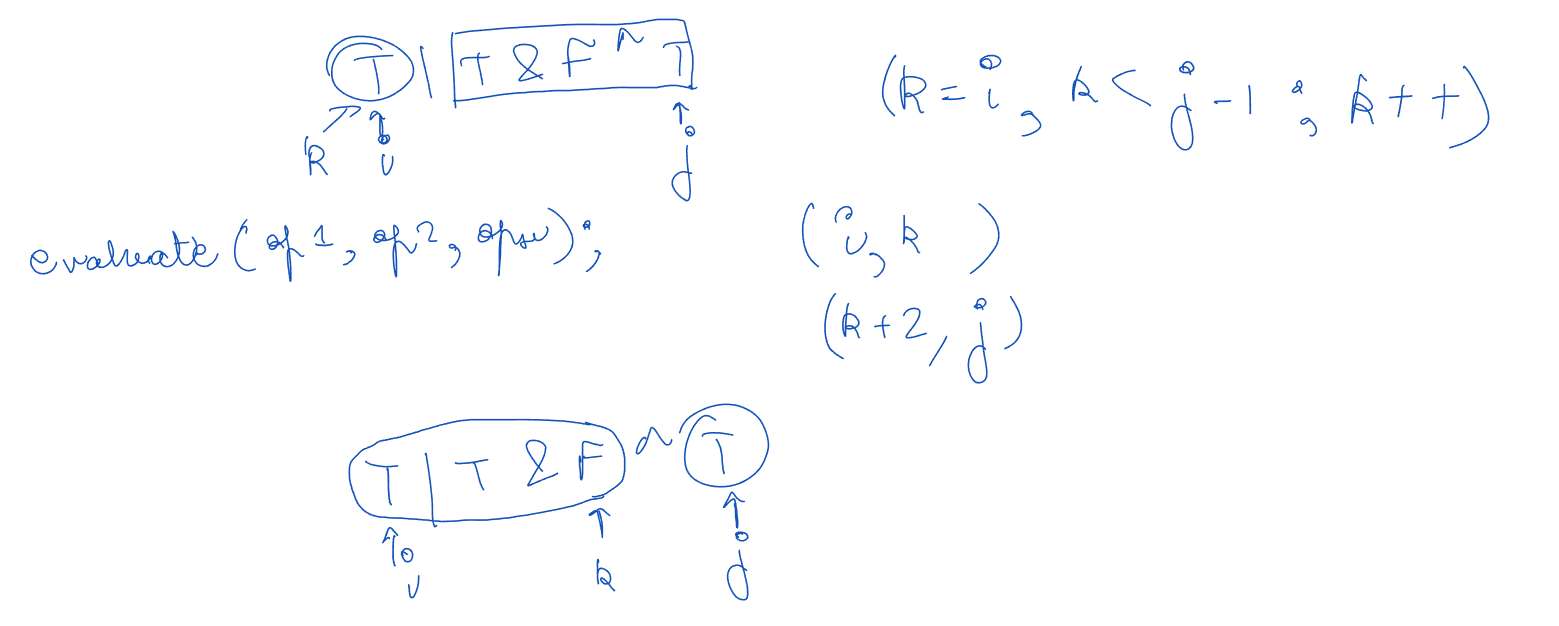 T | T & F ^ T
(k = i, k < j - 1 ; k + +)
k i j
evaluate (op1, op2, opr);
(i, k )
(k + 2, j)
T | T & F ^ T
i k j